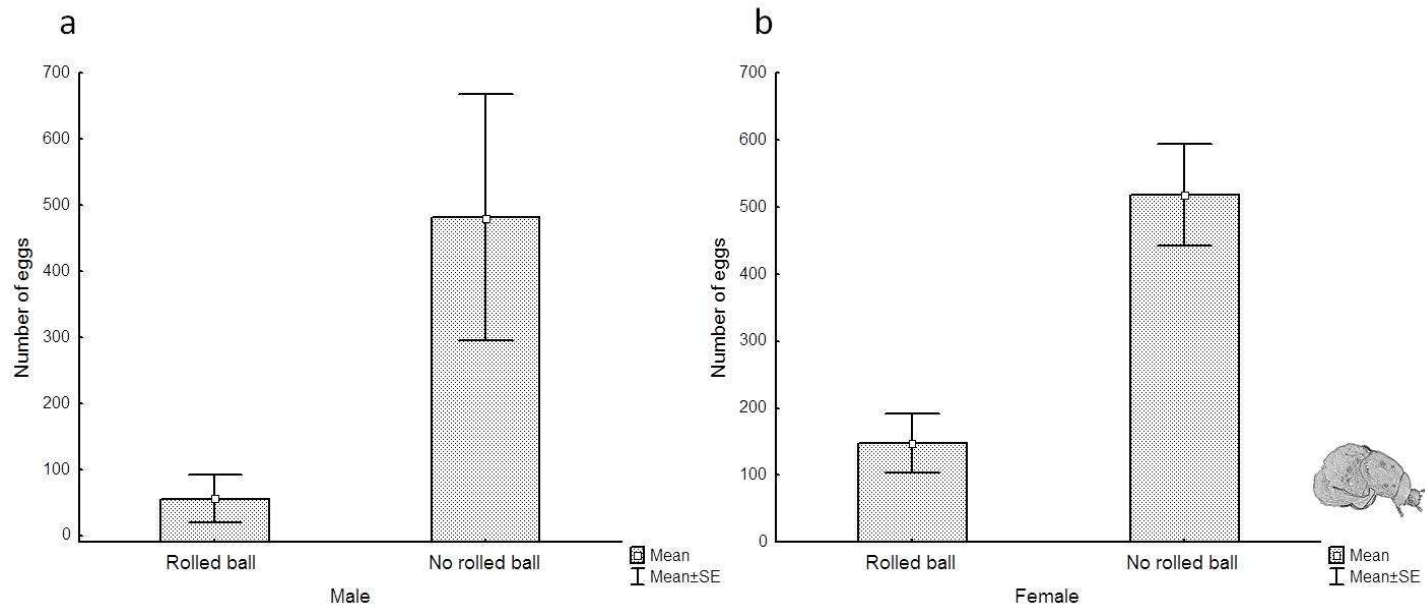 a
700
600
500
400
300
200
100
0
Number of eggs
Rolled ball
No rolled ball
Male
Mean
Mean±SE
b
700
600
500
400
300
200
100
0
Number of eggs
Rolled ball
No rolled ball
Female
Mean
Mean±SE